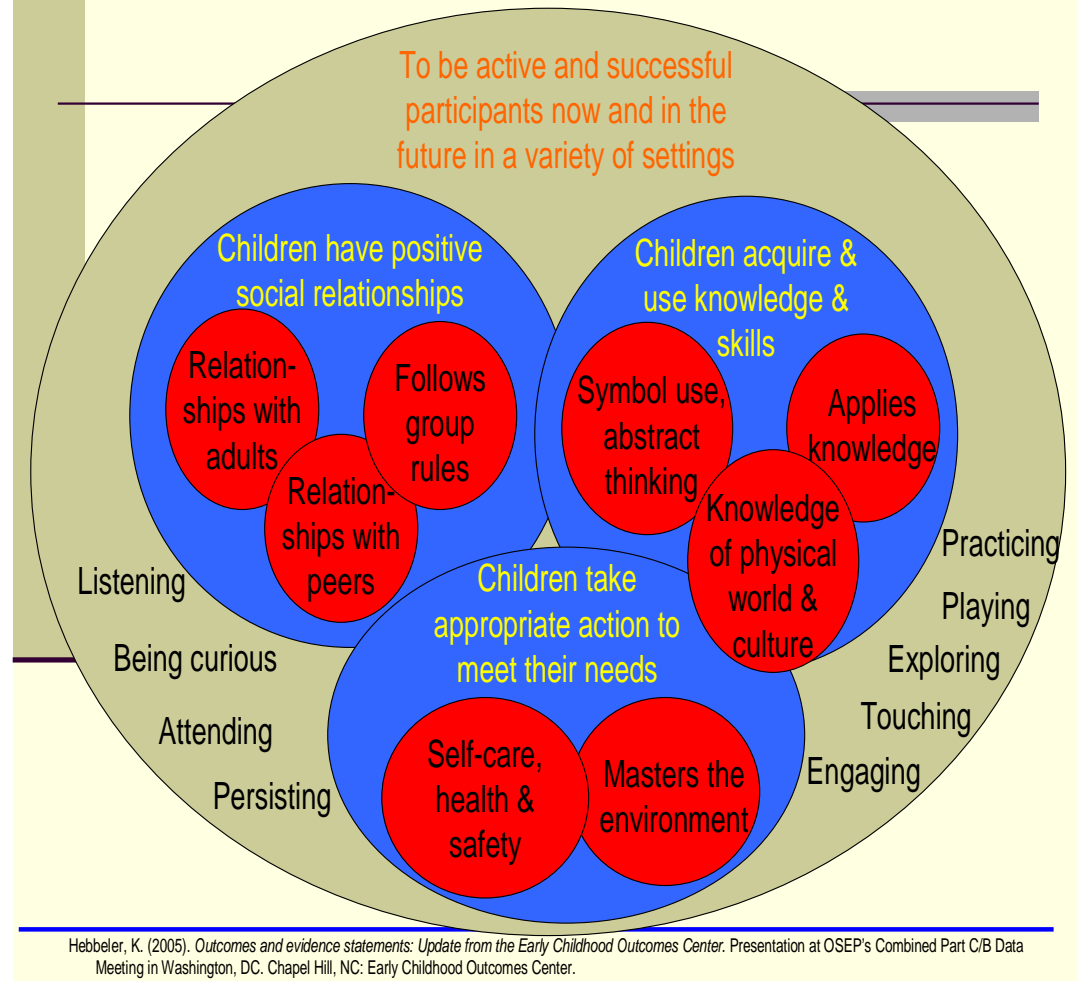 To be active and successful
participants now and in the
future in a variety of settings
Children have positive
social relationships
Relation-
ships with
adults
Follows
group
rules
Relation-
ships with
peers
Children acquire &
use knowledge &
skills
Symbol use,
abstract
thinking
Applies
knowledge
Knowledge
of physical
world &
culture
Children take
appropriate action to
meet their needs
Self-care,
health &
safety
Masters the
environment
Listening
Being curious
Attending
Persisting
Practicing
Playing
Exploring
Touching
Engaging
Hebbeler, K. (2005). Outcomes and evidence statements: Update from the Early Childhood Outcomes Center. Presentation at OSEP's Combined Part C/B Data
Meeting in Washington, DC. Chapel Hill, NC: Early Childhood Outcomes Center.